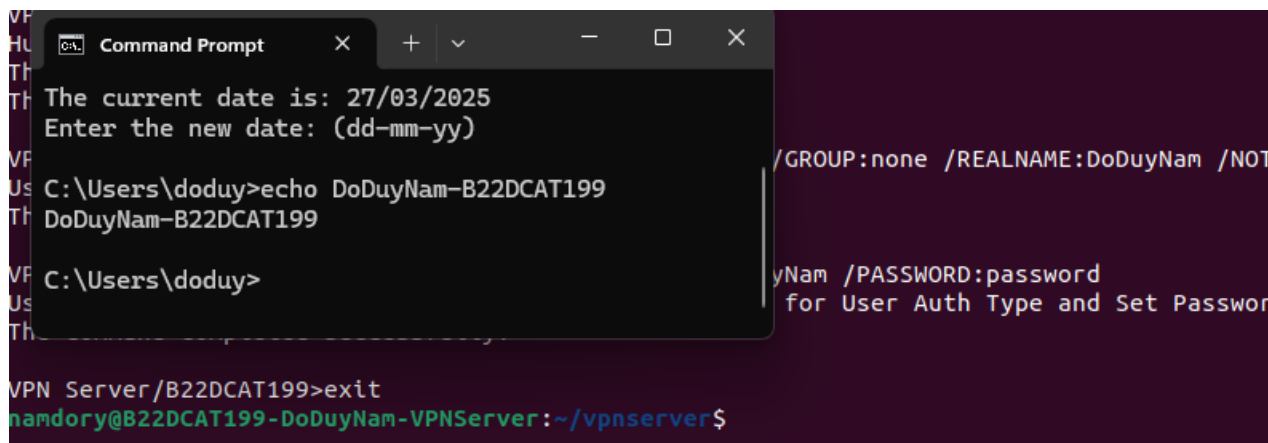 Command Prompt
The current date is: 27/03/2025
Enter the new date: (dd-mm-yy)
/GROUP:none /REALNAME:DoDuyNam /NOT
C:\Users\doduy>echo DoDuyNam-B22DCAT199
DoDuyNam-B22DCAT199
C:\Users\doduy>
yNam /PASSWORD:password
for User Auth Type and Set Passwor
VPN Server/B22DCAT199>exit
namdory@B22DCAT199-DoDuyNam-VPNServer:~/vpnserver$